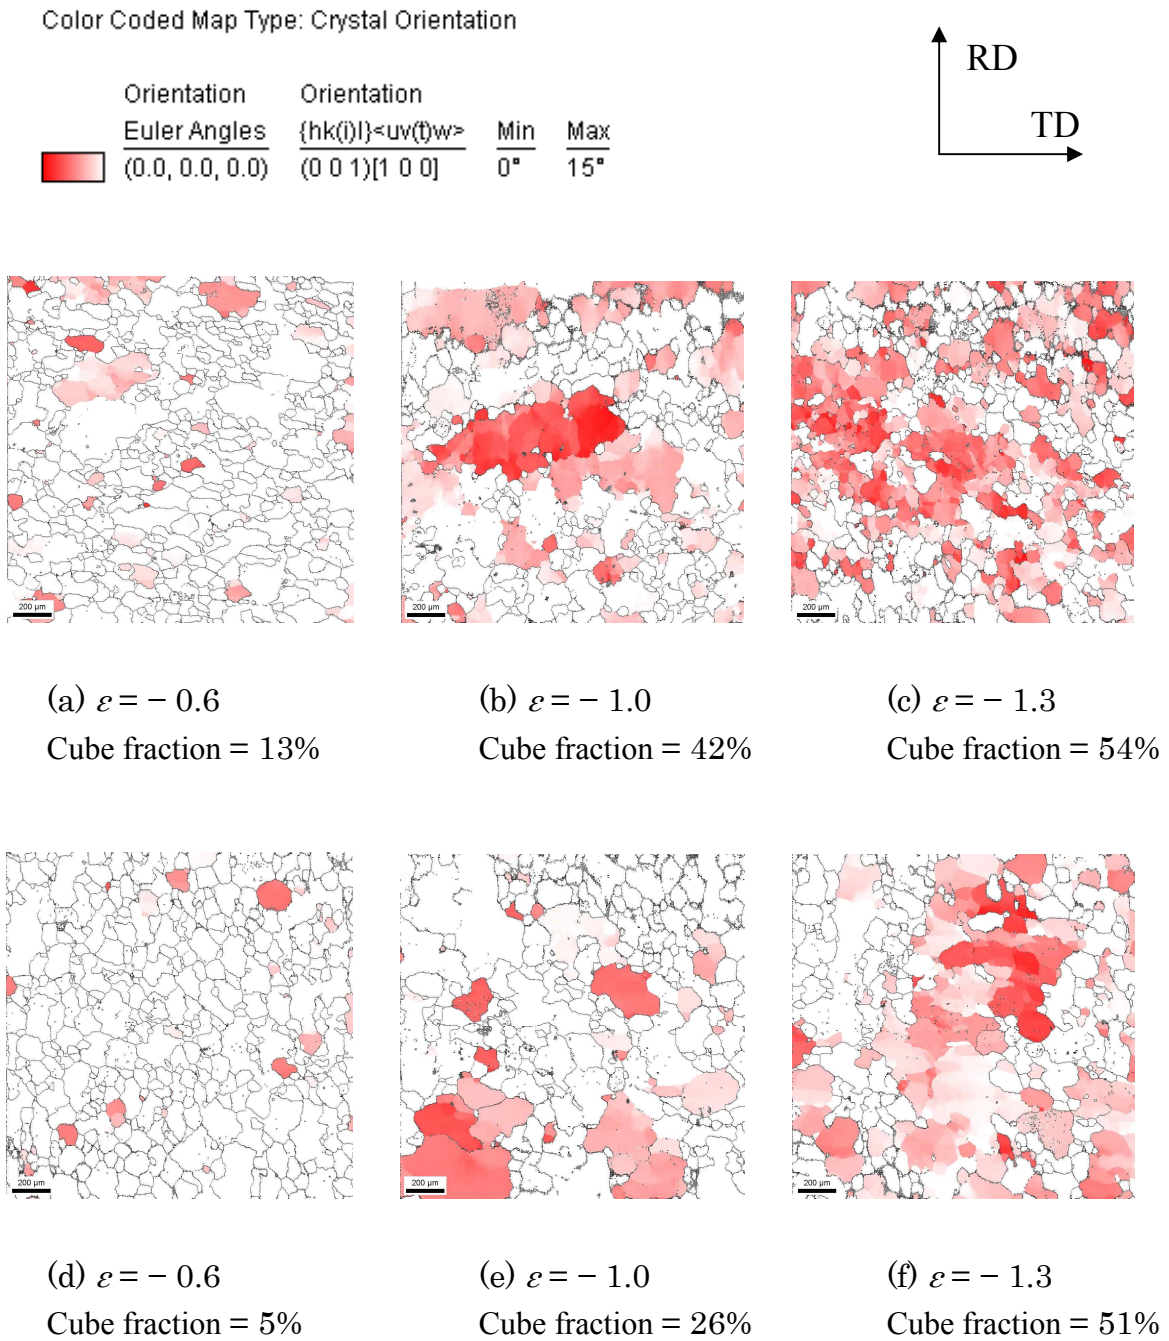 Color Coded Map Type: Crystal Orientation
RD
TD
Orientation Orientation
Euler Angles {hk(i)l}<uv(t)w> Min Max
(0.0, 0.0, 0.0) (0 0 1)[1 0 0] 0° 15°
200 µm 200 µm 200 µm
(a) ε = − 0.6 (b) ε = − 1.0 (c) ε = − 1.3
Cube fraction = 13% Cube fraction = 42% Cube fraction = 54%
200 µm 200 µm 200 µm
(d) ε = − 0.6 (e) ε = − 1.0 (f) ε = − 1.3
Cube fraction = 5% Cube fraction = 26% Cube fraction = 51%